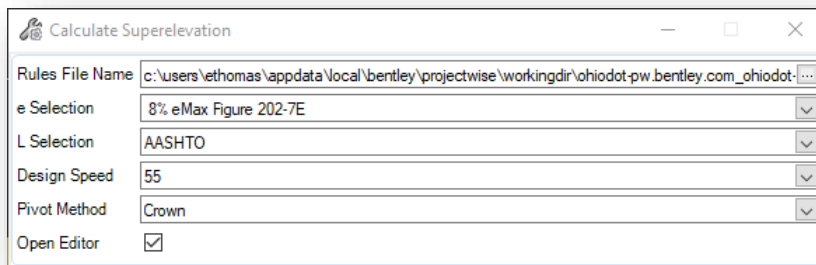 Calculate Superelevation
Rules File Name c:\users\ethomas\appdata\local\bentley\projectwise\workingdir\ohiodot-pw.bentley.com_ohiodot- ...
e Selection 8% eMax Figure 202-7E
L Selection AASHTO
Design Speed 55
Pivot Method Crown
Open Editor